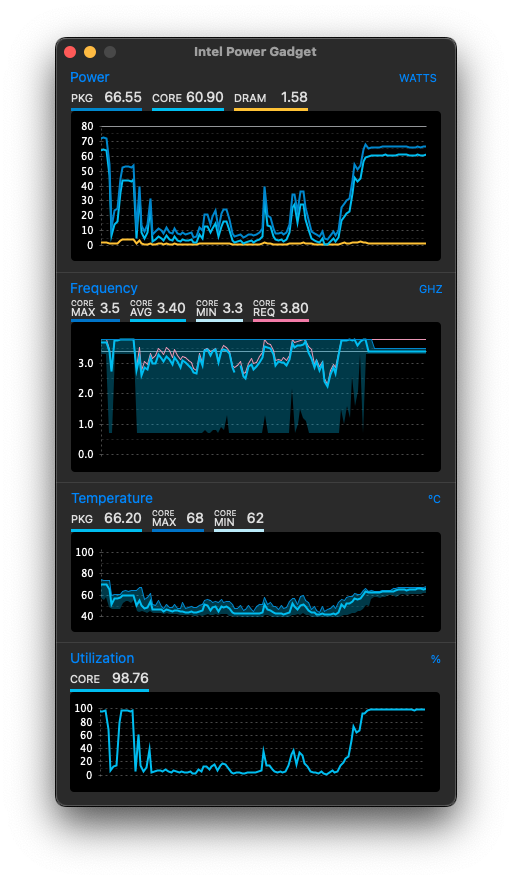 Intel Power Gadget
Power WATTS
PKG 66.55 CORE 60.90 DRAM 1.58
80
70
60
50
40
30
20
10
0
Frequency GHZ
CORE MAX 3.5 CORE AVG 3.40 CORE MIN 3.3 CORE REQ 3.80
3.0
2.0
1.0
0.0
Temperature °C
PKG 66.20 CORE MAX 68 CORE MIN 62
100
80
60
40
Utilization %
CORE 98.76
100
80
60
40
20
0